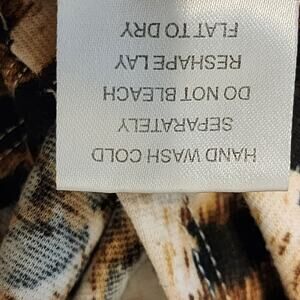 HAND WASH COLD
SEPARATELY
DO NOT BLEACH
RESHAPE LAY
FLAT TO DRY